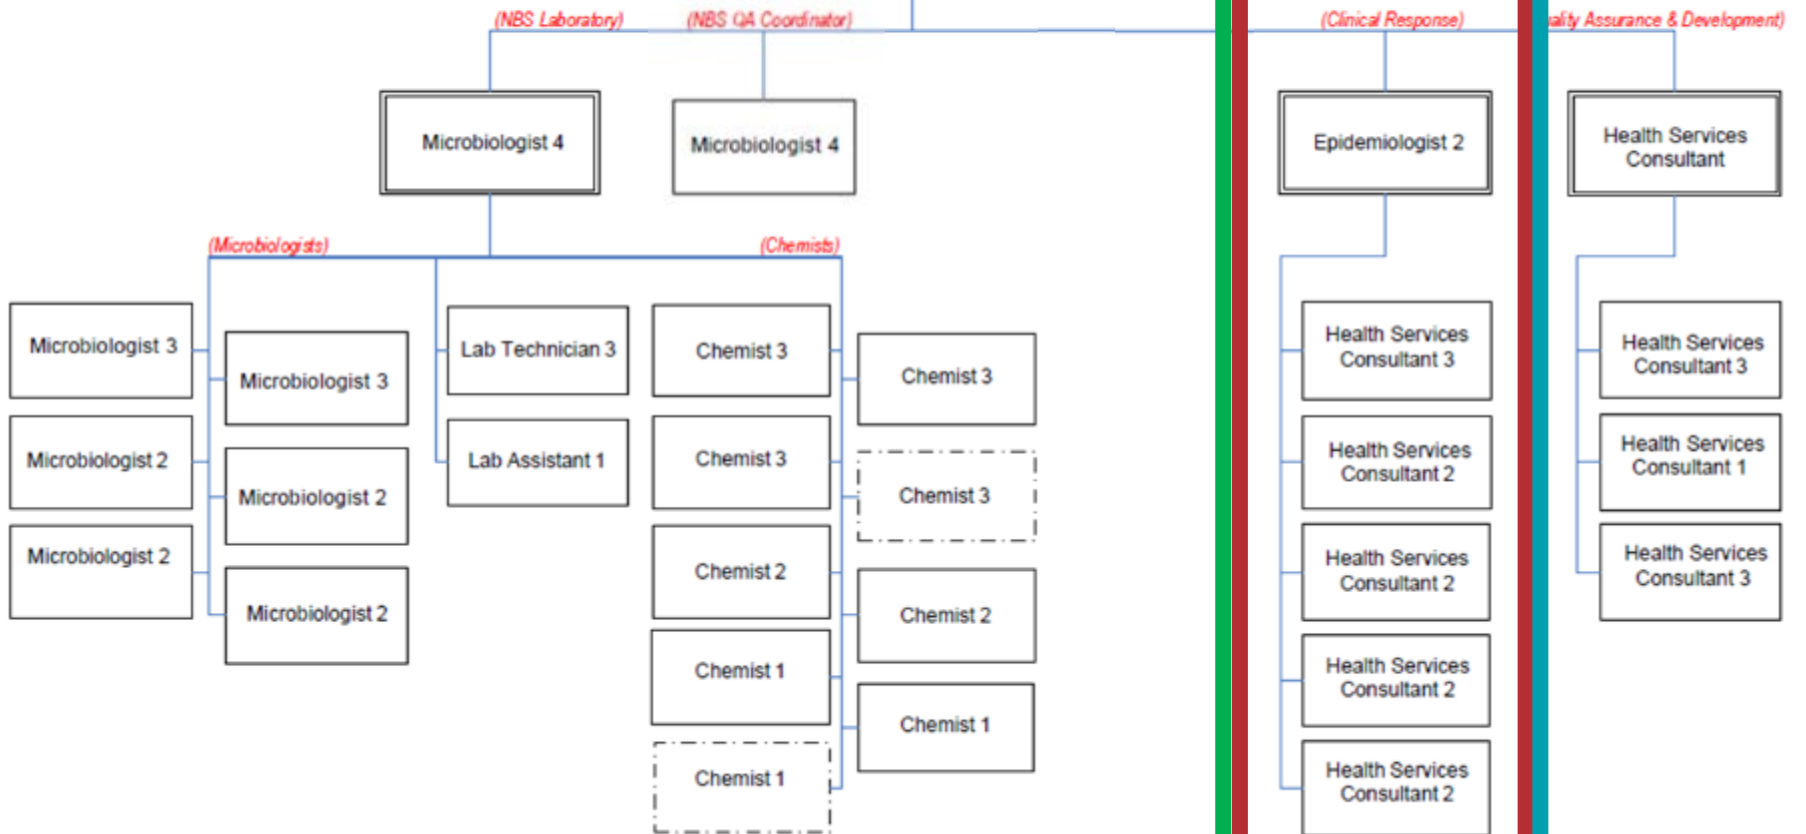 (NBS Laboratory)
(NBS QA Coordinator)
(Clinical Response)
Assurance & Development)
Microbiologist 4
Microbiologist 4
Epidemiologist 2
Health Services
Consultant
(Microbiologists)
(Chemists)
Microbiologist 3
Microbiologist 2
Microbiologist 2
Microbiologist 3
Microbiologist 2
Microbiologist 2
Lab Technician 3
Lab Assistant 1
Chemist 3
Chemist 3
Chemist 2
Chemist 1
Chemist 1
Chemist 3
Chemist 3
Chemist 2
Chemist 1
Health Services
Consultant 3
Health Services
Consultant 2
Health Services
Consultant 2
Health Services
Consultant 2
Health Services
Consultant 2
Health Services
Consultant 3
Health Services
Consultant 1
Health Services
Consultant 3